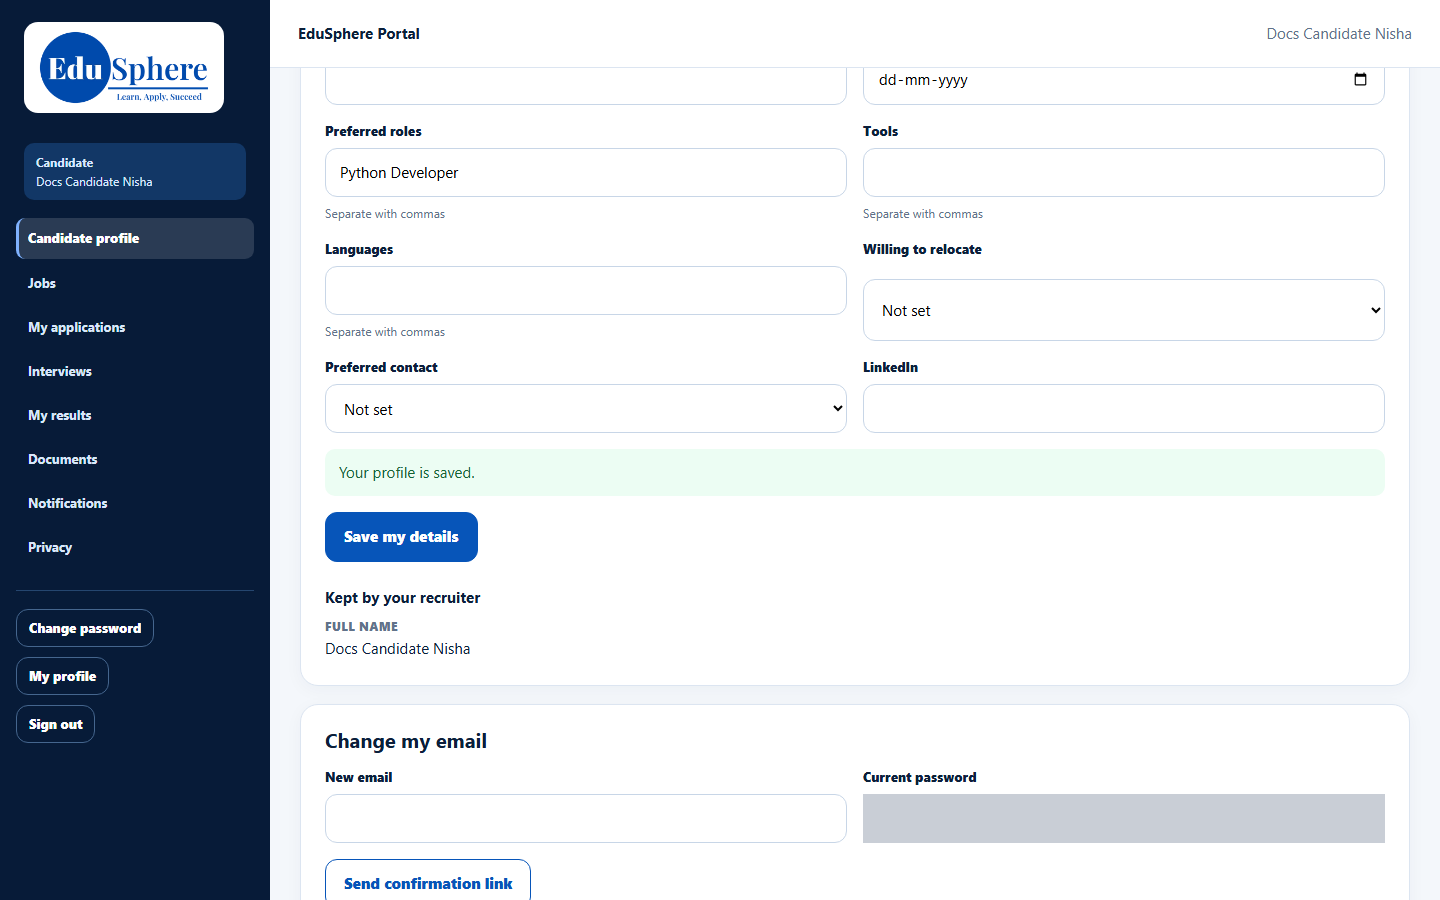 EduSphere
Learn. Apply, Succeed
Candidate
Docs Candidate Nisha
Candidate profile
Jobs
My applications
Interviews
My results
Documents
Notifications
Privacy
Change password
My profile
Sign out
EduSphere Portal
Docs Candidate Nisha
dd-mm-yyyy
Preferred roles
Tools
Python Developer
Separate with commas
Separate with commas
Languages
Willing to relocate
Not set
Separate with commas
Preferred contact
LinkedIn
Not set
Your profile is saved.
Save my details
Kept by your recruiter
FULL NAME
Docs Candidate Nisha
Change my email
New email
Current password
Send confirmation link